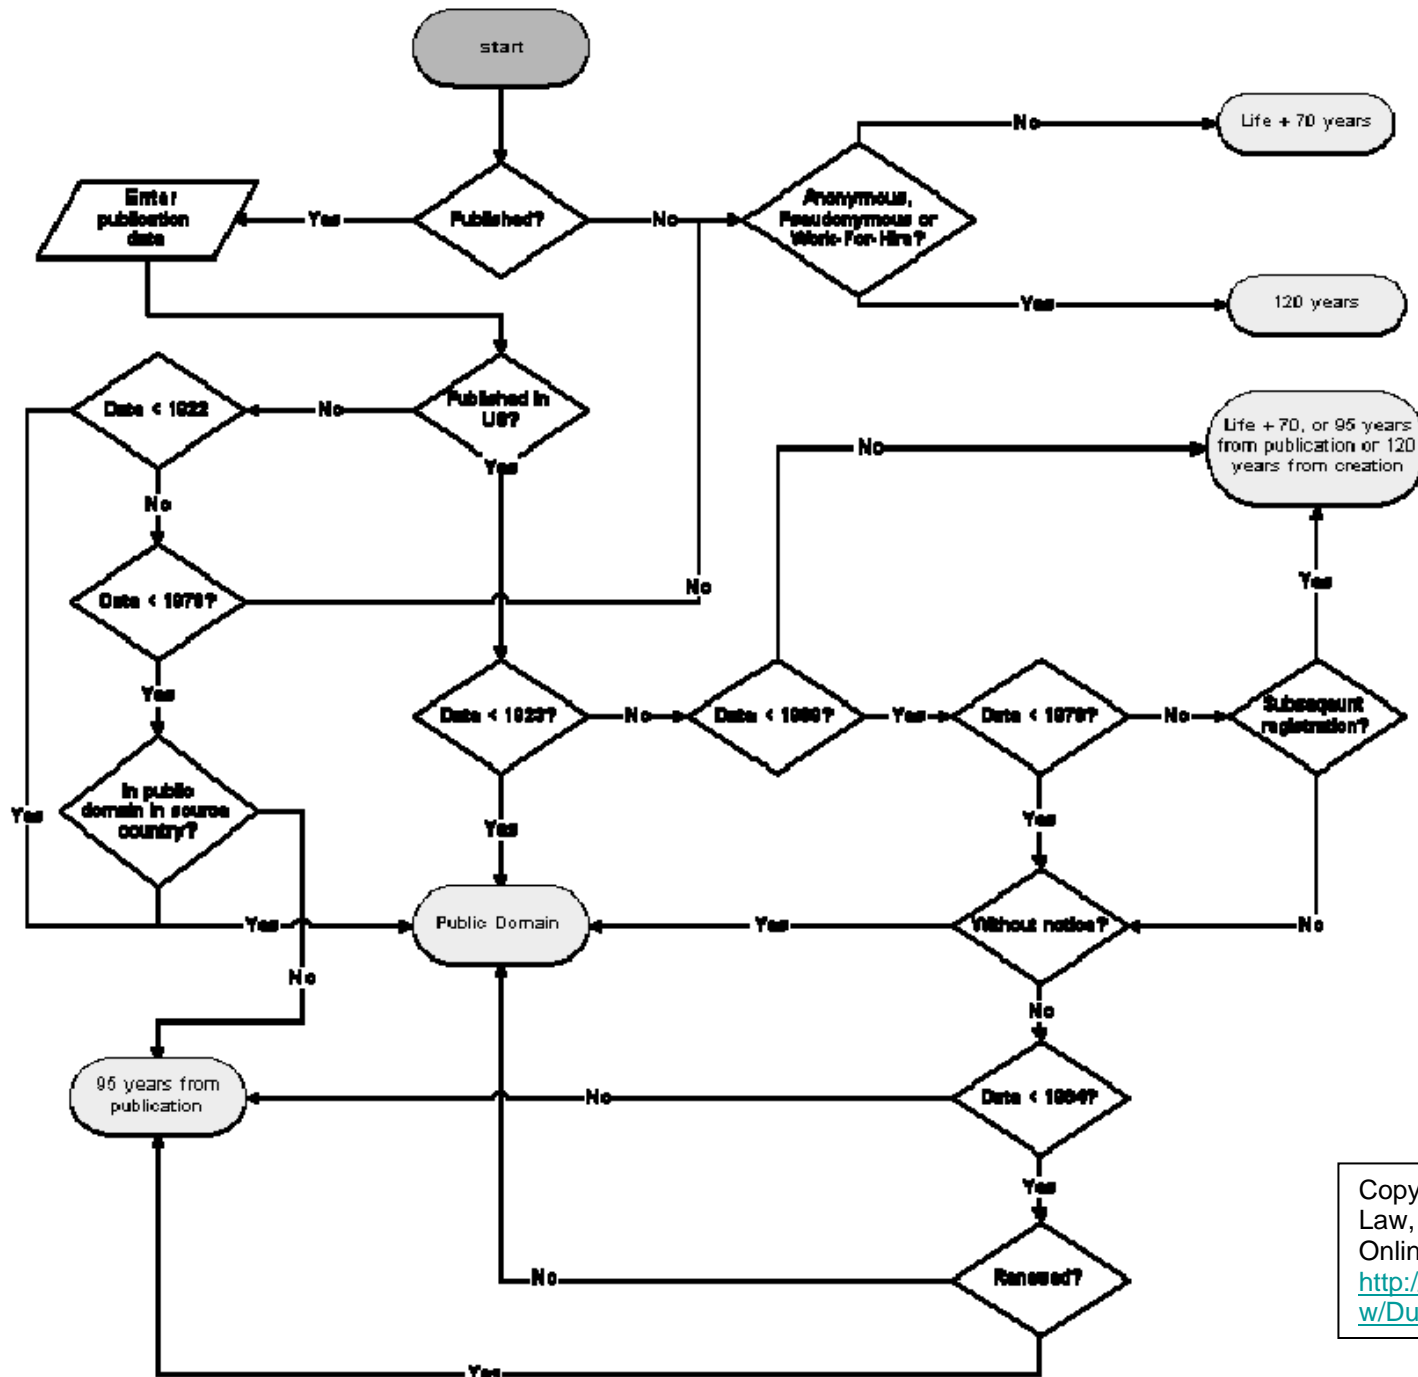 start
No
Life + 70 years
Anonymous,
Pseudonymous or
Work-For-Hire?
Enter
publication
data
Yes
Published?
No
Yes
120 years
Date < 1922
No
Published in
US?
Yes
Life + 70, or 95 years
from publication or 120
years from creation
No
No
Date < 1978?
No
Yes
Yes
Date < 1923?
No
Date < 1989?
Yes
Date < 1978?
No
Subseqaunt
registration?
In public
domain in source
country?
Yes
Yes
Yes
Yes
Public Domain
Yes
Without notice?
No
No
No
95 years from
publication
No
Date < 1964?
Yes
No
Renewed?
Yes
Copy
Law,
Onlin
http:/
w/Du